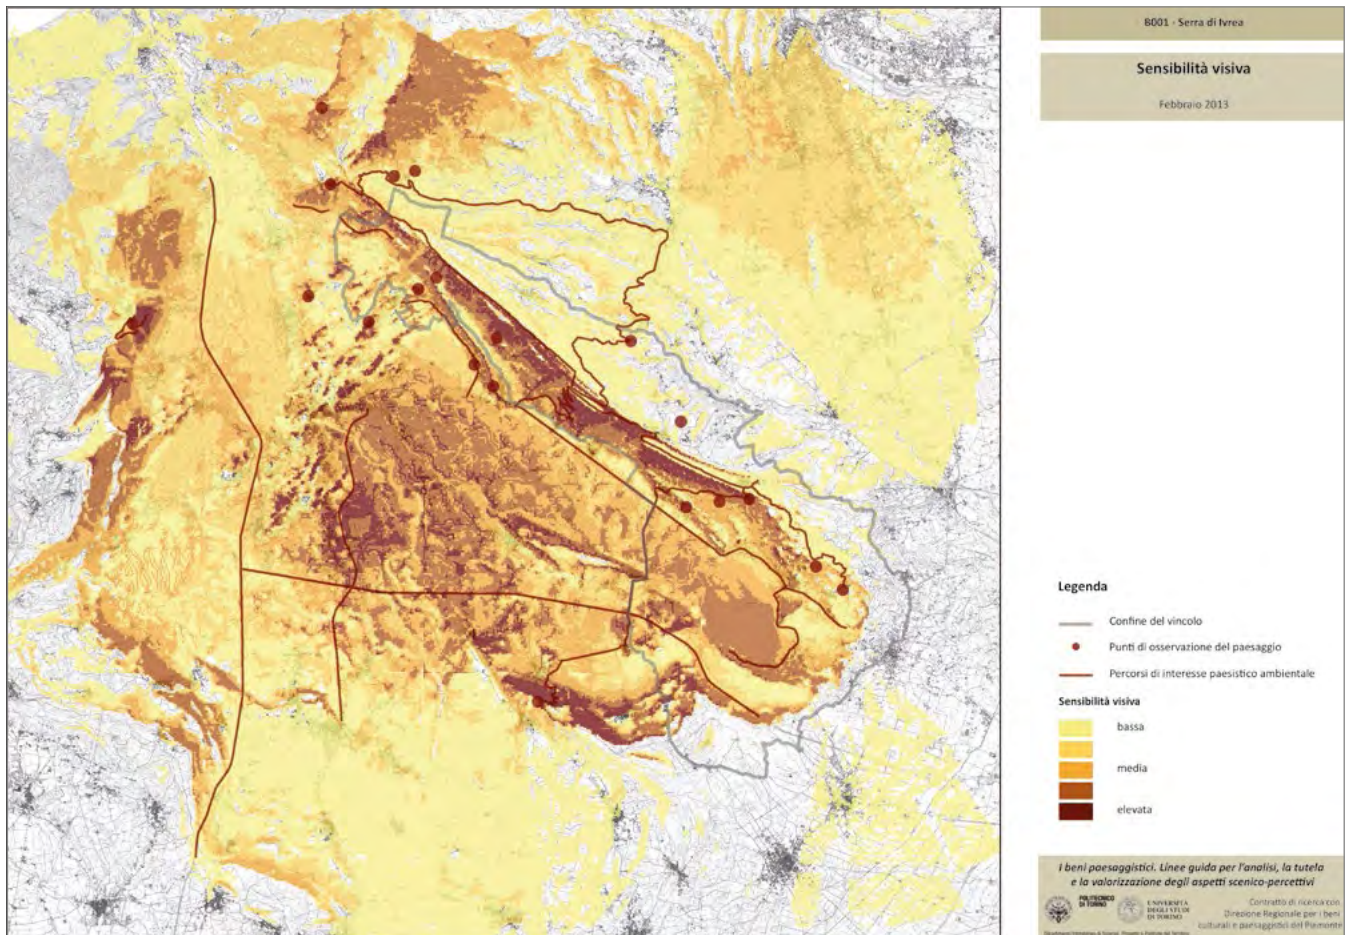 B001 - Serra di Ivrea
Sensibilità visiva
Febbraio 2013
Legenda
Confine del vincolo
Punti di osservazione del paesaggio
Percorsi di interesse paesistico ambientale
Sensibilità visiva
bassa
media
elevata
I beni paesaggistici. Linee guida per l'analisi, la tutela
e la valorizzazione degli aspetti scenico-percettivi
POLITECNICO
DI TORINO
UNIVERSITÀ
DEGLI STUDI
DI TORINO
Contratto di ricerca con
Direzione Regionale per i beni
culturali e paesaggistici del Piemonte